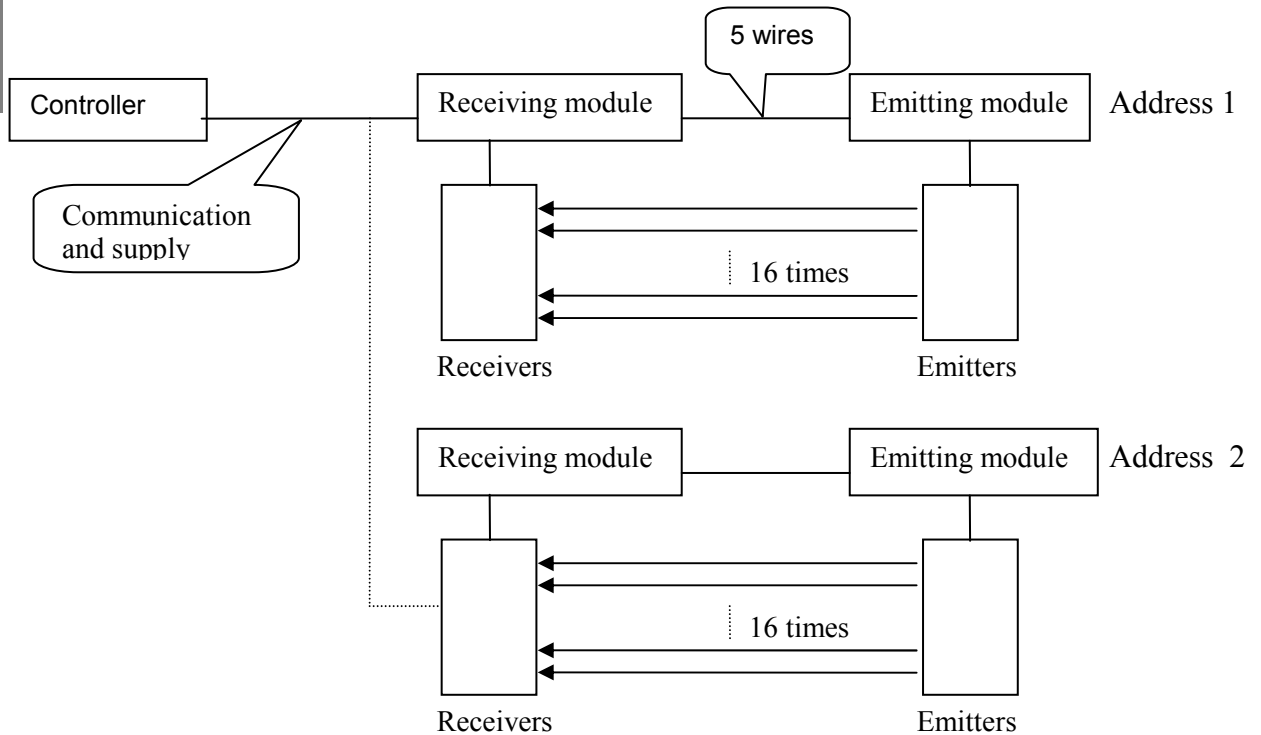 5 wires
Controller
Receiving module
Emitting module
Address 1
Communication
and supply
16 times
Receivers
Emitters
Receiving module
Emitting module
Address 2
16 times
Receivers
Emitters